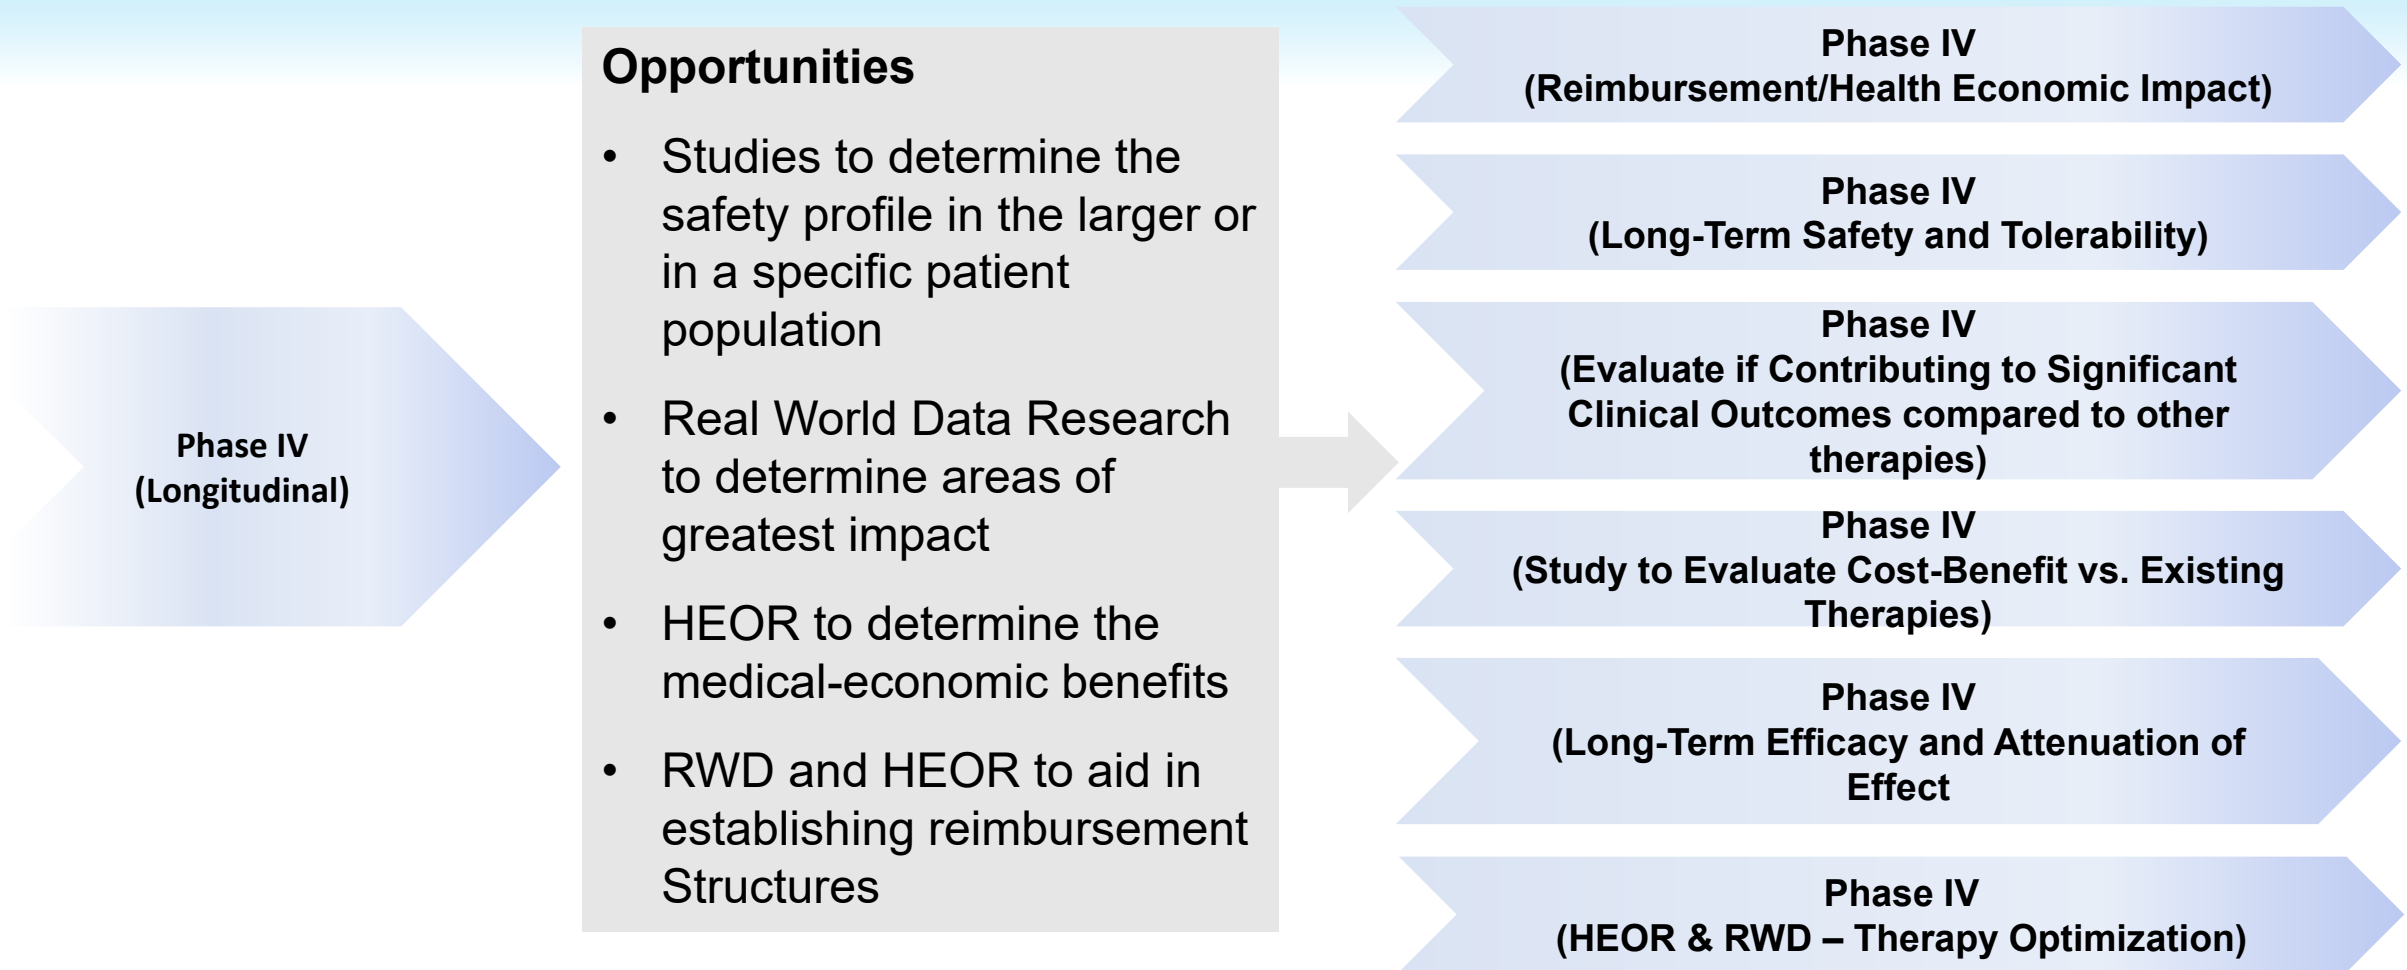 Phase IV
(Longitudinal)
Opportunities
• Studies to determine the
safety profile in the larger or
in a specific patient
population
• Real World Data Research
to determine areas of
greatest impact
• HEOR to determine the
medical-economic benefits
• RWD and HEOR to aid in
establishing reimbursement
Structures
Phase IV
(Reimbursement/Health Economic Impact)
Phase IV
(Long-Term Safety and Tolerability)
Phase IV
(Evaluate if Contributing to Significant
Clinical Outcomes compared to other
therapies)
Phase IV
(Study to Evaluate Cost-Benefit vs. Existing
Therapies)
Phase IV
(Long-Term Efficacy and Attenuation of
Effect
Phase IV
(HEOR & RWD – Therapy Optimization)